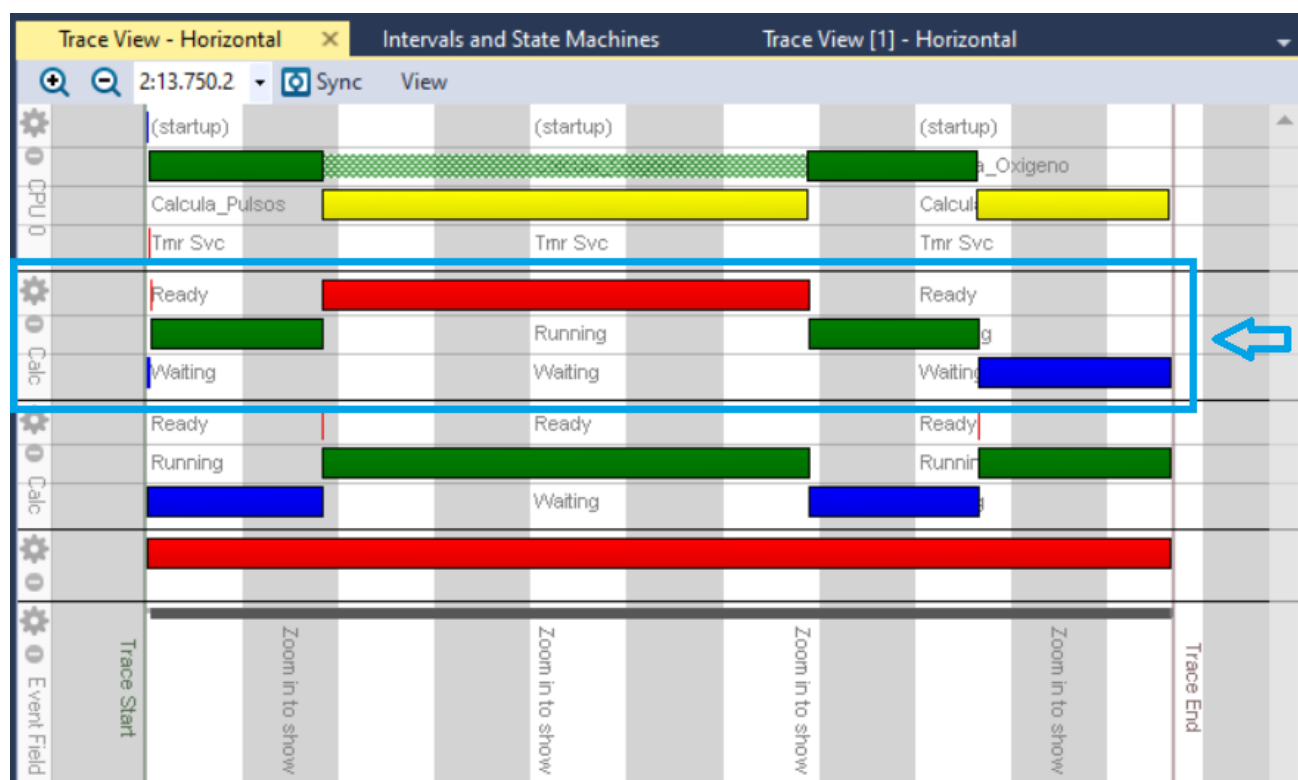 Trace View - Horizontal × Intervals and State Machines Trace View [1] - Horizontal
2:13.750.2 Sync View
(startup) (startup) (startup)
a_Oxigeno
Calcula_Pulsos Calcul
Tmr Svc Tmr Svc Tmr Svc
CPU 0
Ready Ready
Running g
Waiting Waiting Waiting
Calc
Ready Ready Ready
Running Runnin
Waiting
Calc
Trace Start
Zoom in to show
Zoom in to show
Zoom in to show
Zoom in to show
Trace End
Event Field